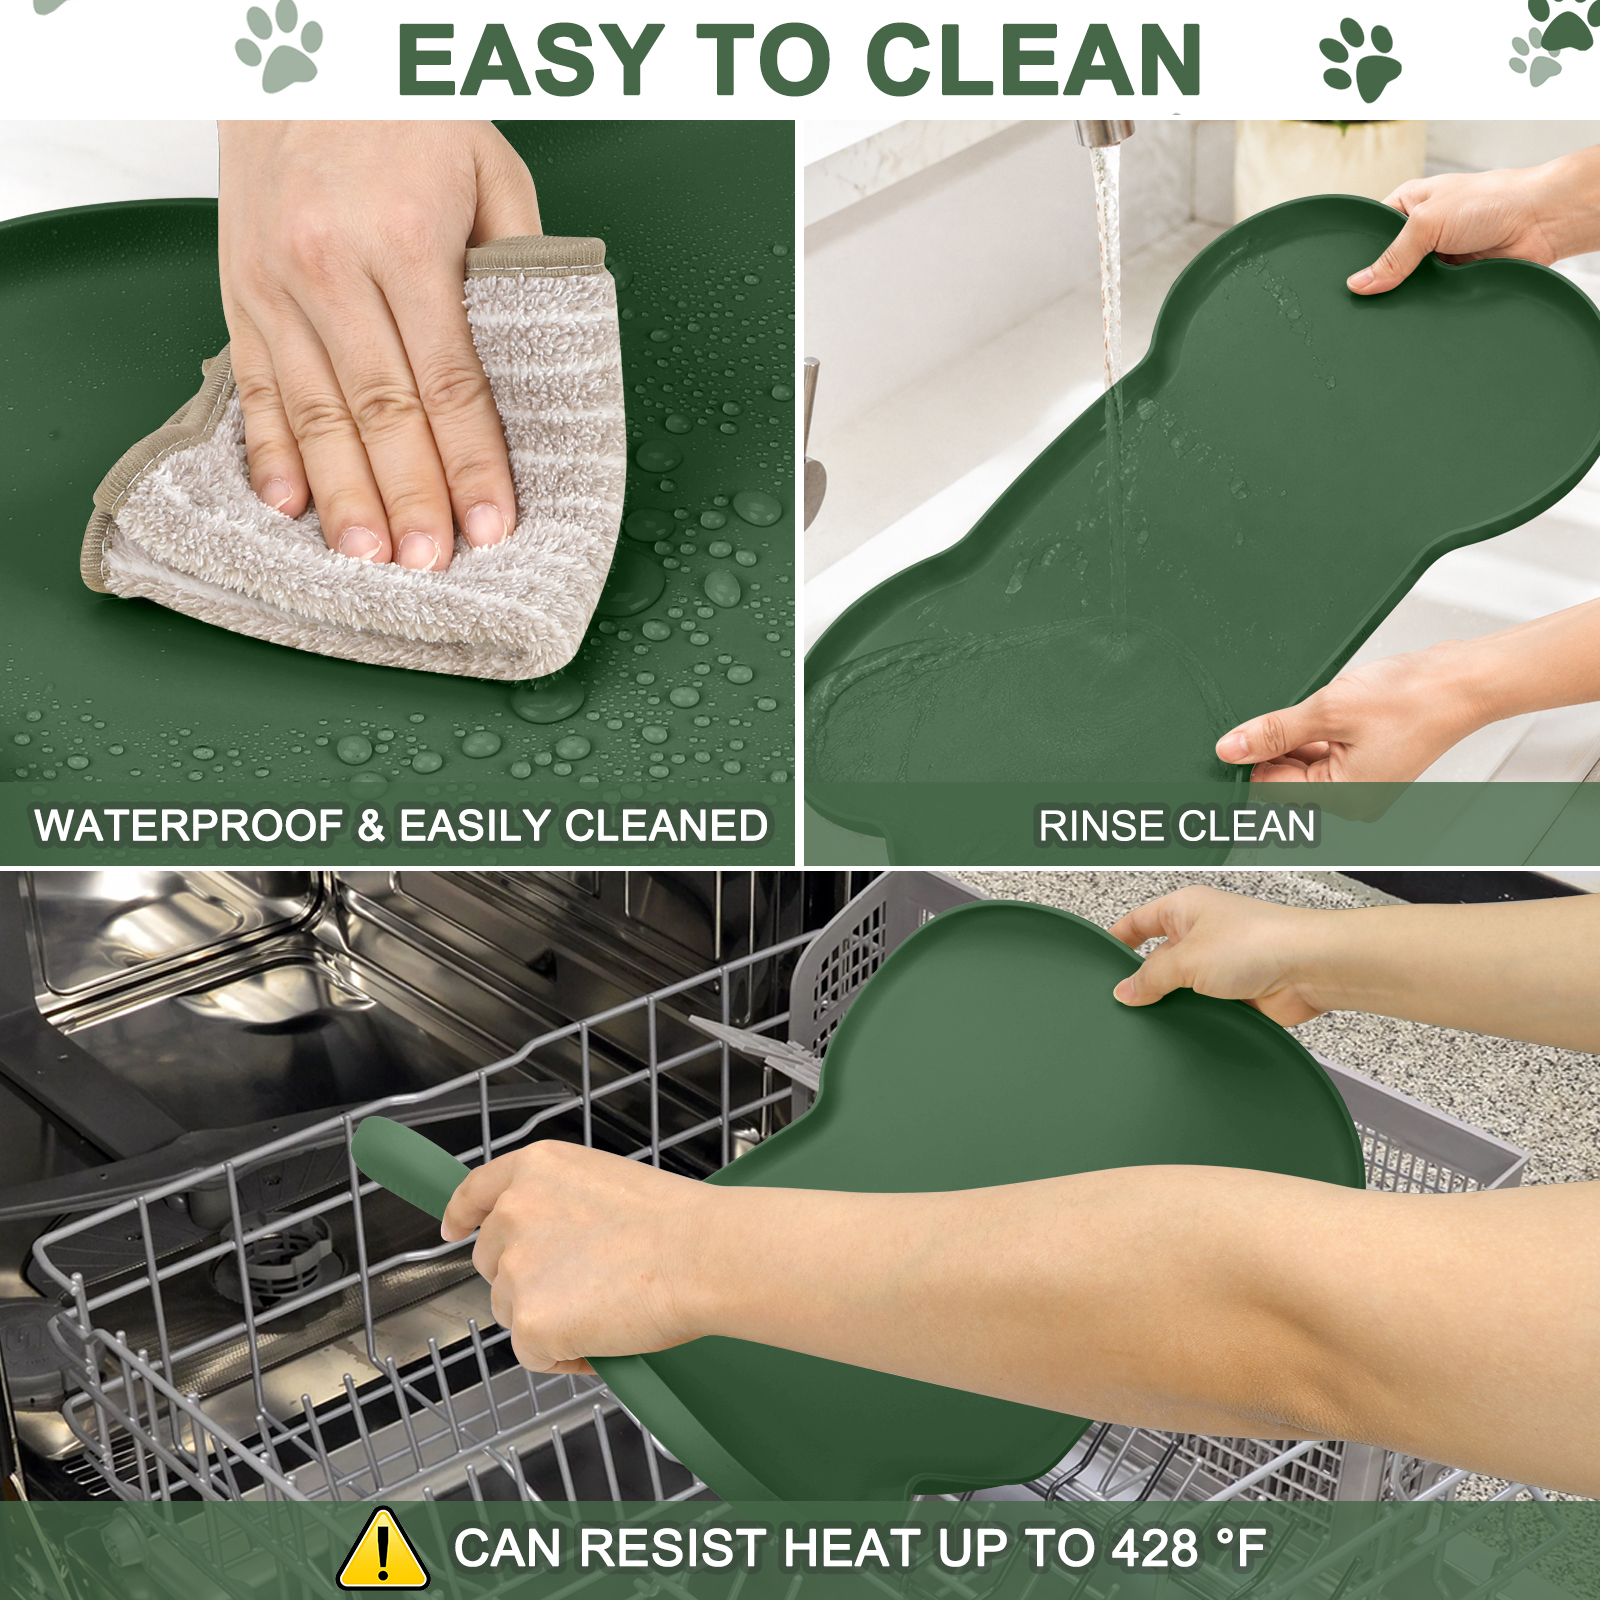 EASY TO CLEAN
WATERPROOF & EASILY CLEANED
RINSE CLEAN
CAN RESIST HEAT UP TO 428 °F